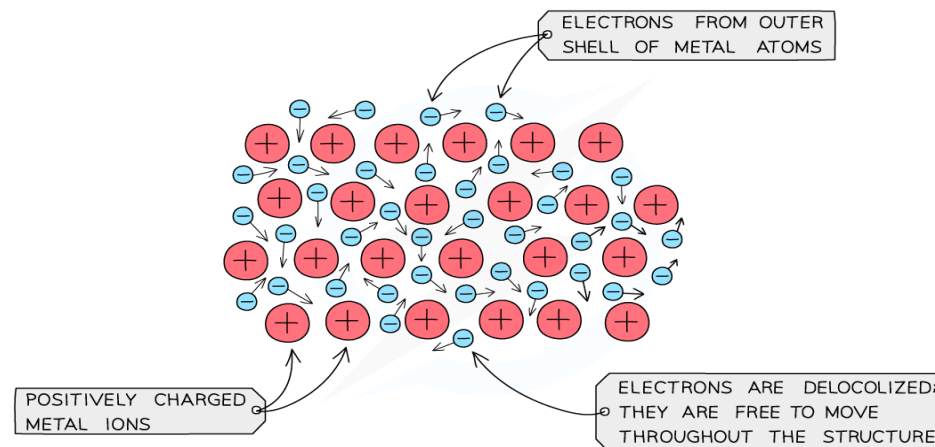 ELECTRONS FROM OUTER
SHELL OF METAL ATOMS
POSITIVELY CHARGED
METAL IONS
ELECTRONS ARE DELOCOLIZED:
THEY ARE FREE TO MOVE
THROUGHOUT THE STRUCTURE